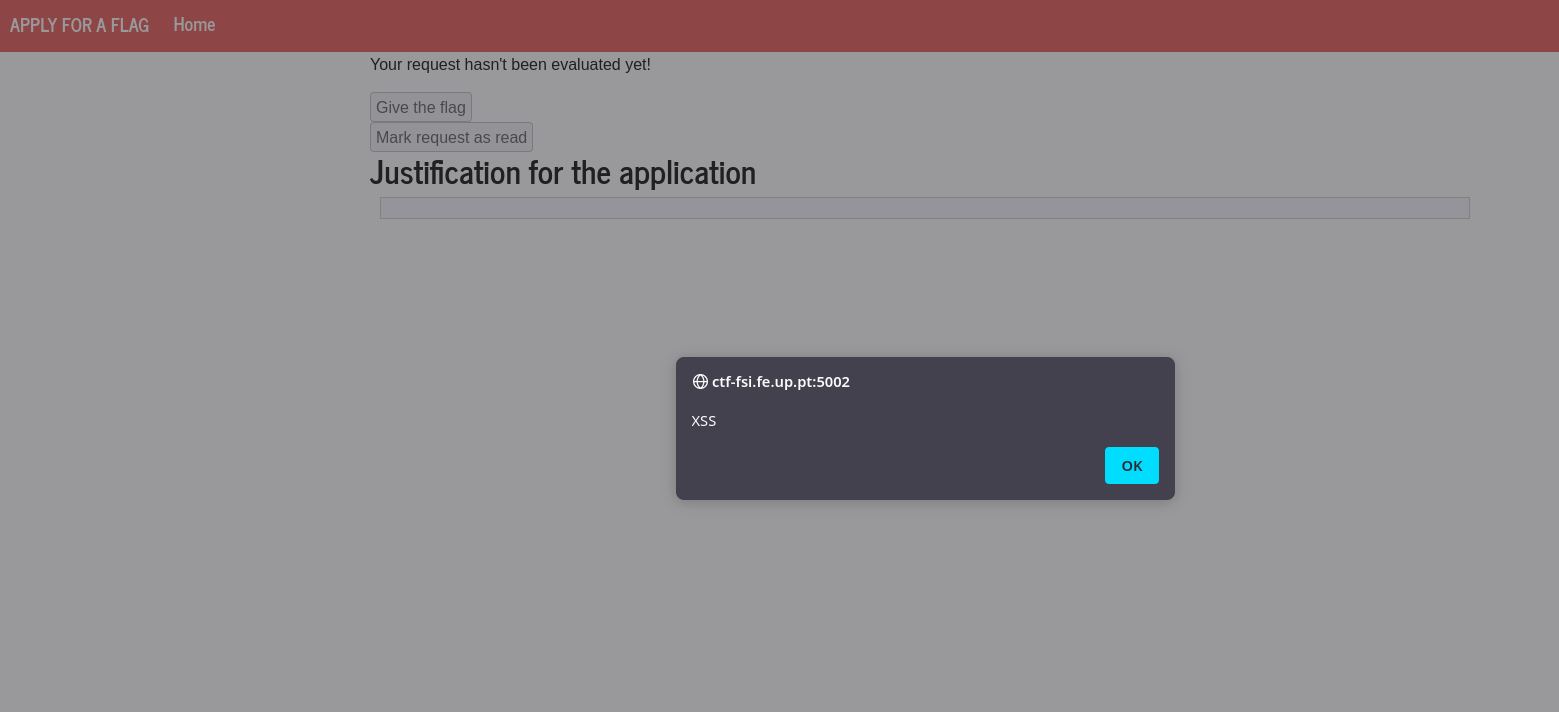 APPLY FOR A FLAG Home
Your request hasn't been evaluated yet!
Give the flag
Mark request as read
Justification for the application
ctf-fsi.fe.up.pt:5002
XSS
OK